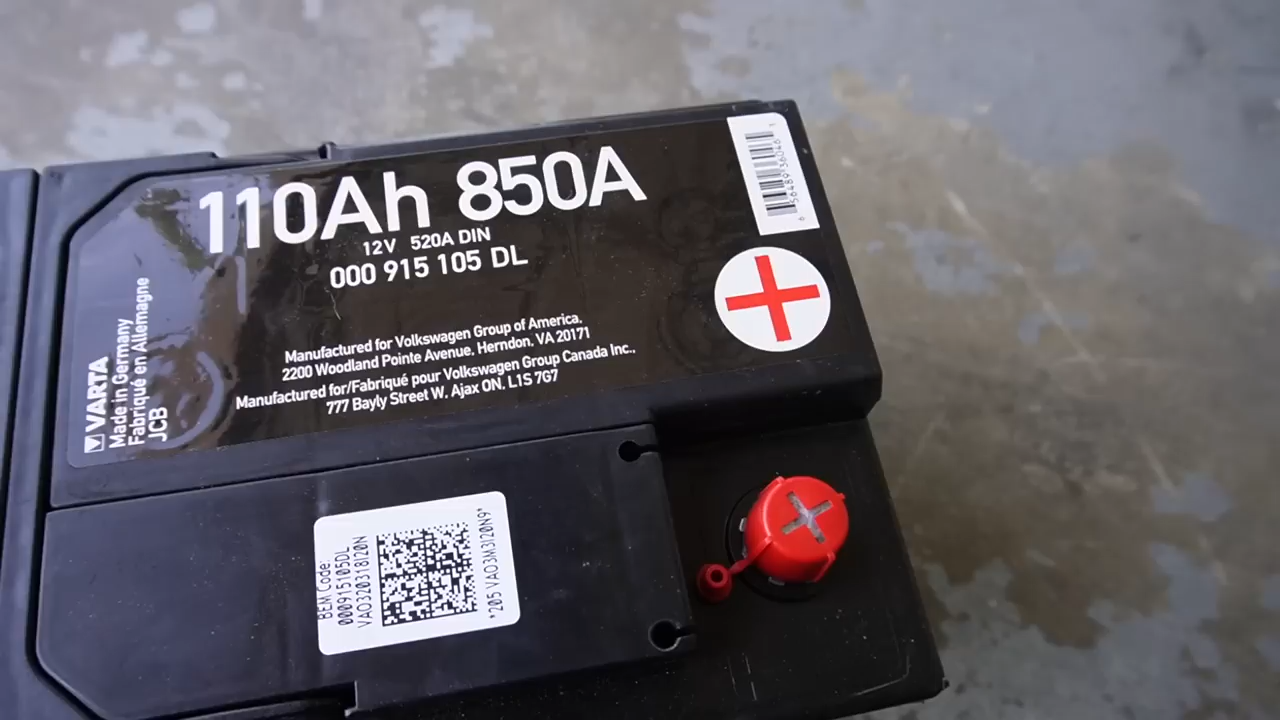 110Ah 850A
12V 520A DIN
000 915 105 DL
Manufactured for Volkswagen Group of America,
2200 Woodland Pointe Avenue, Herndon, VA 20171
Manufactured for/Fabriqué pour Volkswagen Group Canada Inc.,
777 Bayly Street W, Ajax ON, L1S 7G7
VARTA
Made in Germany
Fabriqué en Allemagne
JCB
BEM Code:
000915105DL
VAO320318I20N
*205 VAO3M3I20N9*